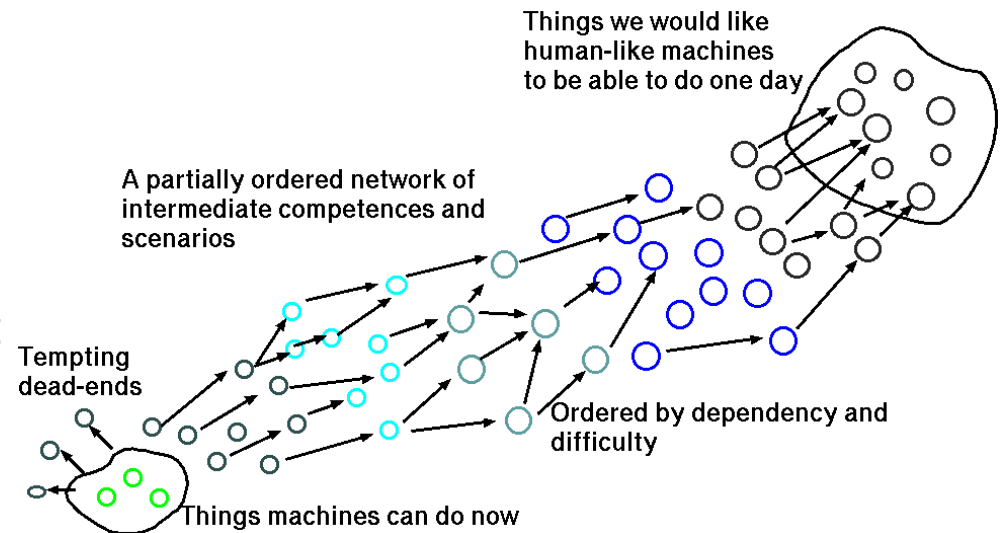 Things we would like
human-like machines
to be able to do one day
A partially ordered network of
intermediate competences and
scenarios
Tempting
dead-ends
Ordered by dependency and
difficulty
Things machines can do now